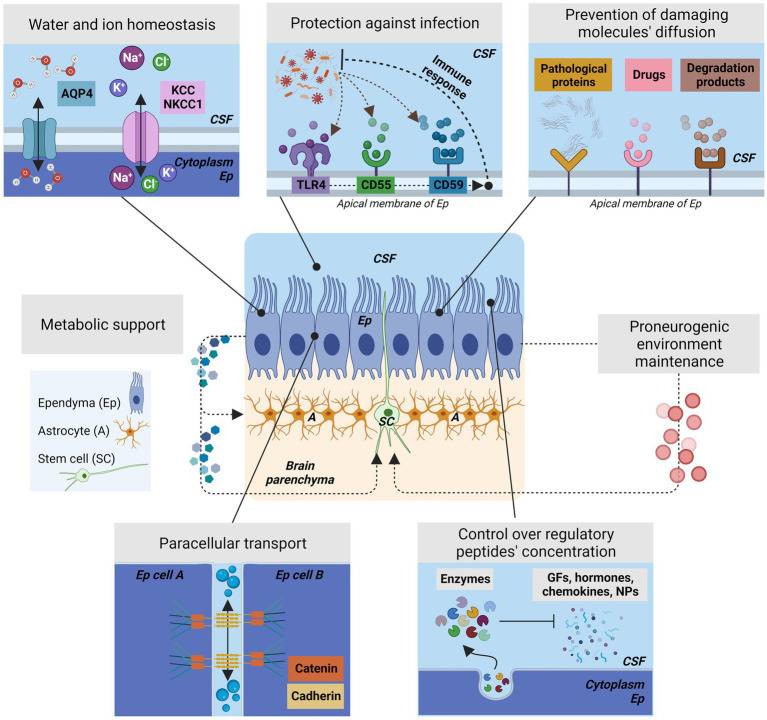 Water and ion homeostasis
Na+
Cl-
K+
AQP4
KCC
NKCC1
CSF
Cytoplasm
Ep
Na+
Cl-
K+
Protection against infection
CSF
Immune
response
TLR4
CD55
CD59
Apical membrane of Ep
Prevention of damaging
molecules' diffusion
Pathological
proteins
Drugs
Degradation
products
CSF
Apical membrane of Ep
CSF
Ep
A
SC
A
Brain
parenchyma
Metabolic support
Ependyma (Ep)
Astrocyte (A)
Stem cell (SC)
Proneurogenic
environment
maintenance
Paracellular transport
Ep cell A
Ep cell B
Catenin
Cadherin
Control over regulatory
peptides' concentration
Enzymes
GFs, hormones,
chemokines, NPs
CSF
Cytoplasm
Ep